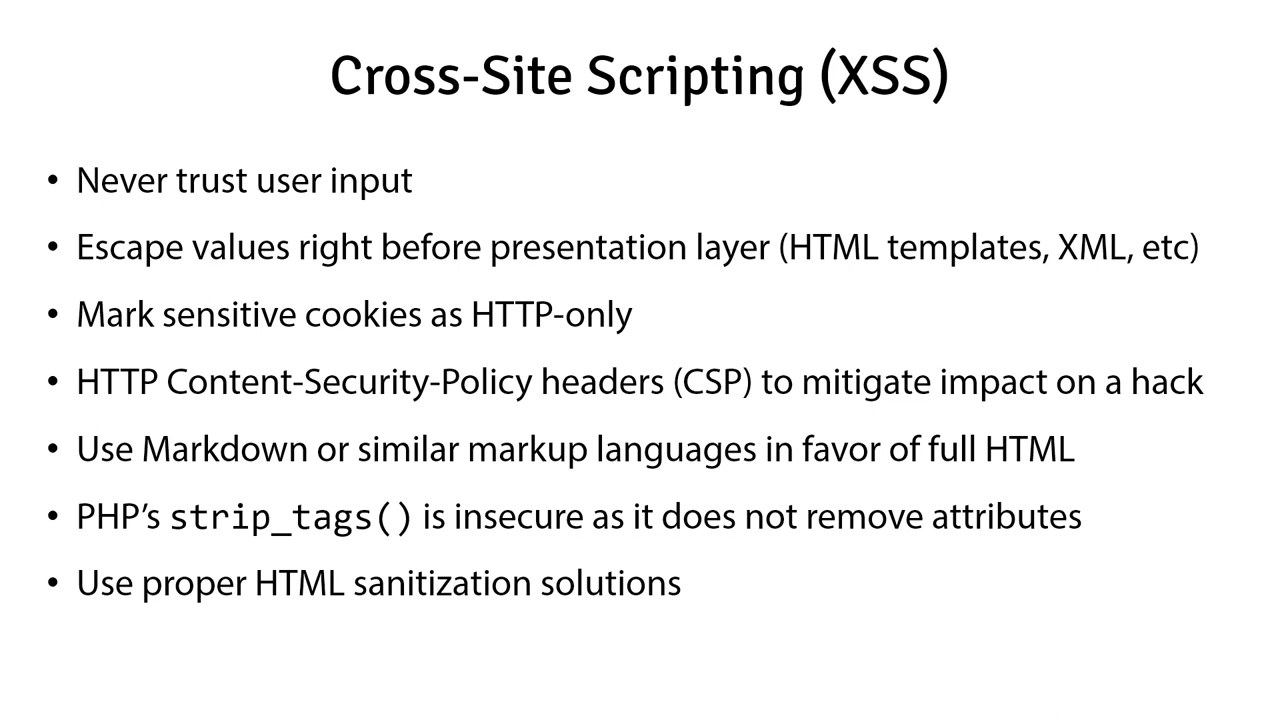 Cross-Site Scripting (XSS)
• Never trust user input
• Escape values right before presentation layer (HTML templates, XML, etc)
• Mark sensitive cookies as HTTP-only
• HTTP Content-Security-Policy headers (CSP) to mitigate impact on a hack
• Use Markdown or similar markup languages in favor of full HTML
• PHP’s strip_tags() is insecure as it does not remove attributes
• Use proper HTML sanitization solutions